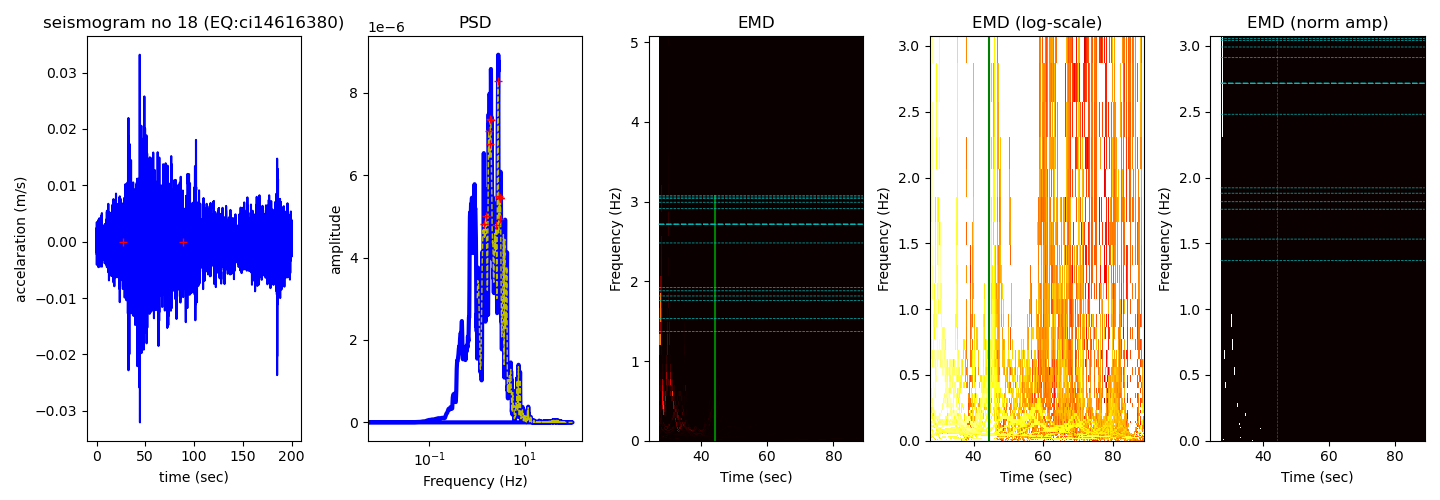 seismogram no 18 (EQ:ci14616380)
accelaration (m/s)
0.03
0.02
0.01
0.00
−0.01
−0.02
−0.03
0 50 100 150 200
time (sec)
PSD
1e−6
amplitude
8
6
4
2
0
10⁻¹ 10¹
Frequency (Hz)
EMD
Frequency (Hz)
5
4
3
2
1
0
40 60 80
Time (sec)
EMD (log-scale)
Frequency (Hz)
3.0
2.5
2.0
1.5
1.0
0.5
0.0
40 60 80
Time (sec)
EMD (norm amp)
Frequency (Hz)
3.0
2.5
2.0
1.5
1.0
0.5
0.0
40 60 80
Time (sec)